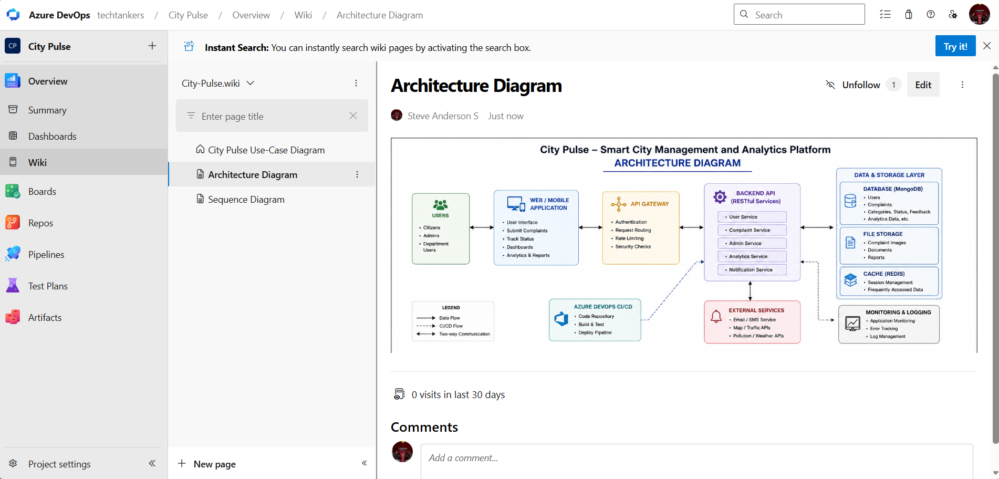 Azure DevOps techtankers / City Pulse / Overview / Wiki / Architecture Diagram
Search
CP City Pulse
Instant Search: You can instantly search wiki pages by activating the search box.
Try it!
Overview
Summary
Dashboards
Wiki
Boards
Repos
Pipelines
Test Plans
Artifacts
Project settings
City-Pulse.wiki
Enter page title
City Pulse Use-Case Diagram
Architecture Diagram
Sequence Diagram
New page
Architecture Diagram
Unfollow 1
Edit
Steve Anderson S Just now
City Pulse – Smart City Management and Analytics Platform
ARCHITECTURE DIAGRAM
USERS
• Citizens
• Admins
• Department
Users
WEB / MOBILE
APPLICATION
• User Interface
• Submit Complaints
• Track Status
• Dashboards
• Analytics & Reports
API GATEWAY
• Authentication
• Request Routing
• Rate Limiting
• Security Checks
BACKEND API
(RESTful Services)
• User Service
• Complaint Service
• Admin Service
• Analytics Service
• Notification Service
DATA & STORAGE LAYER
DATABASE (MongoDB)
• Users
• Complaints
• Categories, Status, Feedback
• Analytics Data, etc.
FILE STORAGE
• Complaint Images
• Documents
• Reports
CACHE (REDIS)
• Session Management
• Frequently Accessed Data
LEGEND
Data Flow
CI/CD Flow
Two-way Communication
AZURE DEVOPS CI/CD
• Code Repository
• Build & Test
• Deploy Pipeline
EXTERNAL SERVICES
• Email / SMS Service
• Map / Traffic APIs
• Pollution / Weather APIs
MONITORING & LOGGING
• Application Monitoring
• Error Tracking
• Log Management
0 visits in last 30 days
Comments
Add a comment...